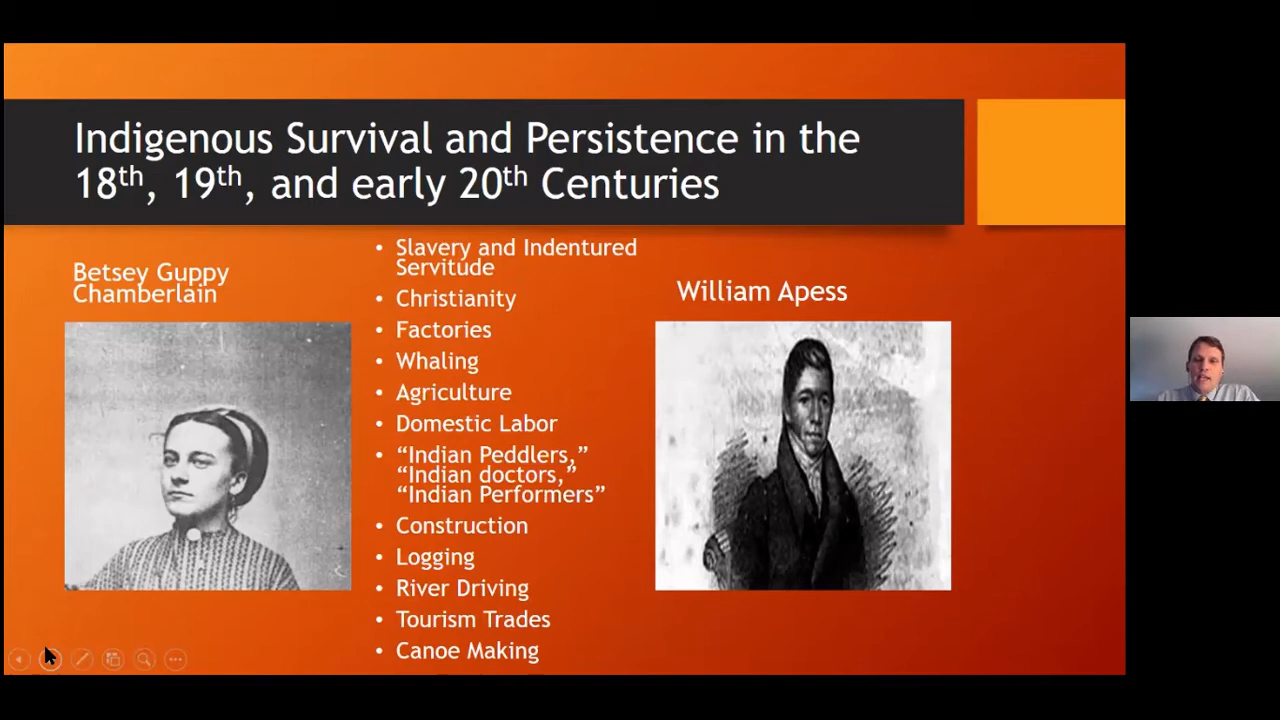 Indigenous Survival and Persistence in the
18th, 19th, and early 20th Centuries
Betsey Guppy
Chamberlain
• Slavery and Indentured
Servitude
• Christianity
• Factories
• Whaling
• Agriculture
• Domestic Labor
• “Indian Peddlers,”
“Indian doctors,”
“Indian Performers”
• Construction
• Logging
• River Driving
• Tourism Trades
• Canoe Making
William Apess